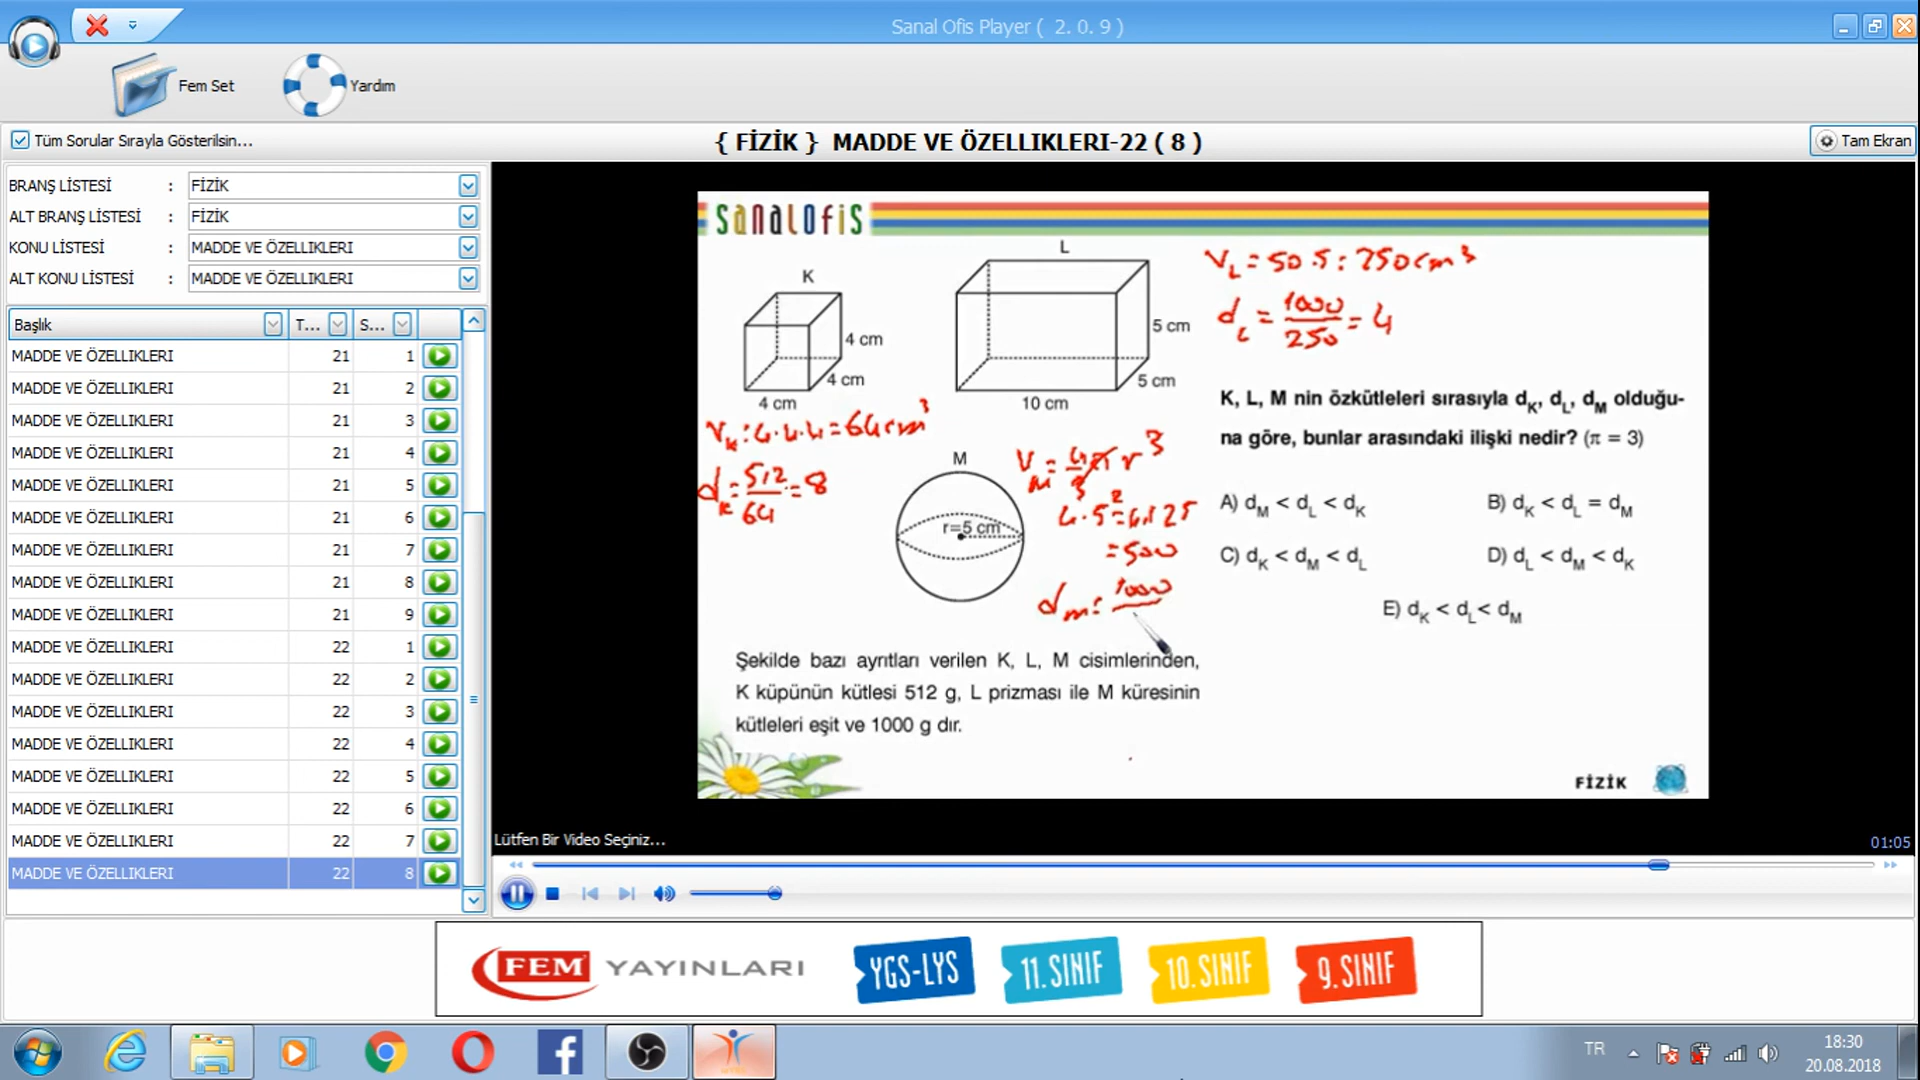 Sanal Ofis Player ( 2. 0. 9 )
Fem Set
Yardım
Tüm Sorular Sırayla Gösterilsin...
{ FİZİK } MADDE VE ÖZELLIKLERI-22 ( 8 )
Tam Ekran
BRANŞ LİSTESİ : FİZİK
ALT BRANŞ LİSTESİ : FİZİK
KONU LİSTESİ : MADDE VE ÖZELLIKLERI
ALT KONU LİSTESİ : MADDE VE ÖZELLIKLERI
Başlık T... S...
MADDE VE ÖZELLIKLERI 21 1
MADDE VE ÖZELLIKLERI 21 2
MADDE VE ÖZELLIKLERI 21 3
MADDE VE ÖZELLIKLERI 21 4
MADDE VE ÖZELLIKLERI 21 5
MADDE VE ÖZELLIKLERI 21 6
MADDE VE ÖZELLIKLERI 21 7
MADDE VE ÖZELLIKLERI 21 8
MADDE VE ÖZELLIKLERI 21 9
MADDE VE ÖZELLIKLERI 22 1
MADDE VE ÖZELLIKLERI 22 2
MADDE VE ÖZELLIKLERI 22 3
MADDE VE ÖZELLIKLERI 22 4
MADDE VE ÖZELLIKLERI 22 5
MADDE VE ÖZELLIKLERI 22 6
MADDE VE ÖZELLIKLERI 22 7
MADDE VE ÖZELLIKLERI 22 8
sanalofis
K
4 cm
4 cm
4 cm
L
5 cm
5 cm
10 cm
V_K = 4.4.4 = 64 cm³
d_K = 512/64 = 8
M
r=5 cm
V_M = 4π/3 r³
4.5³ = 4.125
= 500
d_m = 1000
V_L = 50.5 = 250 cm³
d_L = 1000/250 = 4
K, L, M nin özkütleleri sırasıyla d_K, d_L, d_M olduğu-
na göre, bunlar arasındaki ilişki nedir? (π = 3)
A) d_M < d_L < d_K
B) d_K < d_L = d_M
C) d_K < d_M < d_L
D) d_L < d_M < d_K
E) d_K < d_L < d_M
Şekilde bazı ayrıtları verilen K, L, M cisimlerinden,
K küpünün kütlesi 512 g, L prizması ile M küresinin
kütleleri eşit ve 1000 g dır.
FİZİK
Lütfen Bir Video Seçiniz...
01:05
FEM YAYINLARI
YGS-LYS
11.SINIF
10.SINIF
9.SINIF
TR
18:30
20.08.2018